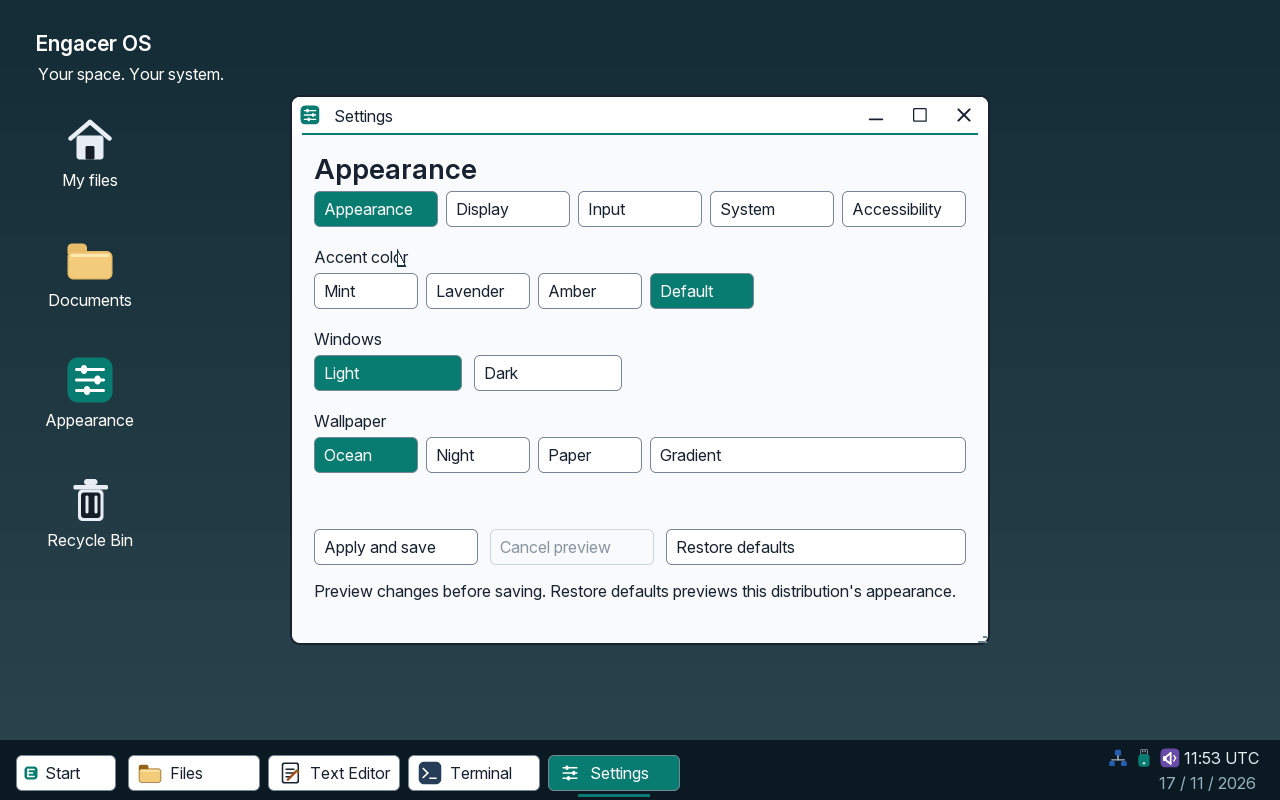 Engacer OS
Your space. Your system.
My files
Documents
Appearance
Recycle Bin
Settings
Appearance
Appearance Display Input System Accessibility
Accent color
Mint Lavender Amber Default
Windows
Light Dark
Wallpaper
Ocean Night Paper Gradient
Apply and save Cancel preview Restore defaults
Preview changes before saving. Restore defaults previews this distribution's appearance.
Start Files Text Editor Terminal Settings
11:53 UTC
17 / 11 / 2026